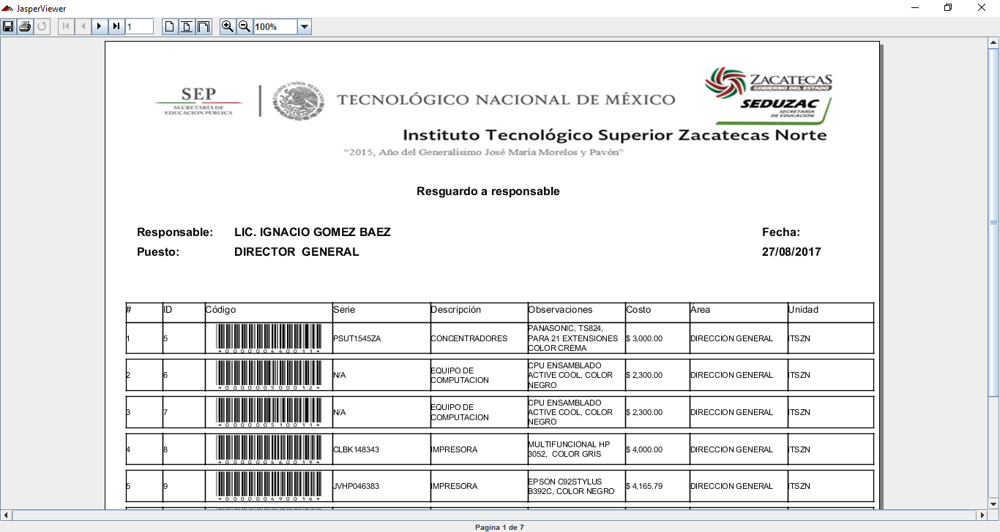 JasperViewer
1
100%
SEP
SECRETARÍA DE
EDUCACIÓN PÚBLICA
TECNOLÓGICO NACIONAL DE MÉXICO
ZACATECAS
GOBIERNO DEL ESTADO
SEDUZAC
SECRETARÍA
DE EDUCACIÓN
Instituto Tecnológico Superior Zacatecas Norte
“2015, Año del Generalísimo José María Morelos y Pavón”
Resguardo a responsable
Responsable: LIC. IGNACIO GOMEZ BAEZ Fecha:
Puesto: DIRECTOR GENERAL 27/08/2017
# ID Código Serie Descripción Observaciones Costo Área Unidad
PANASONIC, TS824,
1 5 PSUT1545ZA CONCENTRADORES PARA 21 EXTENSIONES $ 3,000.00 DIRECCION GENERAL ITSZN
COLOR CREMA
*000000440011*
CPU ENSAMBLADO
EQUIPO DE
2 6 N/A ACTIVE COOL, COLOR $ 2,300.00 DIRECCION GENERAL ITSZN
COMPUTACION
NEGRO
*000000500012*
CPU ENSAMBLADO
EQUIPO DE
3 7 N/A ACTIVE COOL, COLOR $ 2,300.00 DIRECCION GENERAL ITSZN
COMPUTACION
NEGRO
*000000510011*
MULTIFUNCIONAL HP
4 8 CLBK148343 IMPRESORA $ 4,000.00 DIRECCION GENERAL ITSZN
3052, COLOR GRIS
*000000460019*
EPSON C92STYLUS
5 9 JVHP046383 IMPRESORA $ 4,165.79 DIRECCION GENERAL ITSZN
B392C, COLOR NEGRO
*000000490016*
Pagina 1 de 7